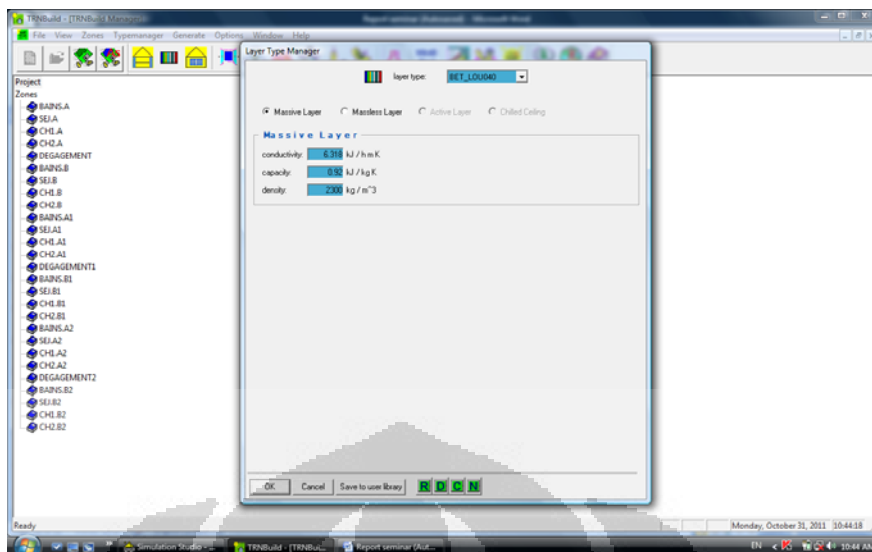 TRNBuild - [TRNBuild Manager]
Report seminar (Autosaved) - Microsoft Word
File View Zones Typemanager Generate Options Window Help
Layer Type Manager
layer type: BET_LOU040
Massive Layer Massless Layer Active Layer Chilled Ceiling
Massive Layer
conductivity: 6.318 kJ / h m K
capacity: 0.92 kJ / kg K
density: 2300 kg / m^3
Project
Zones
BAINS.A
SEJ.A
CH1.A
CH2.A
DEGAGEMENT
BAINS.B
SEJ.B
CH1.B
CH2.B
BAINS.A1
SEJ.A1
CH1.A1
CH2.A1
DEGAGEMENT1
BAINS.B1
SEJ.B1
CH1.B1
CH2.B1
BAINS.A2
SEJ.A2
CH1.A2
CH2.A2
DEGAGEMENT2
BAINS.B2
SEJ.B2
CH1.B2
CH2.B2
OK Cancel Save to user library R D C N
Ready
Monday, October 31, 2011 10:44:18
Simulation Studio - ... TRNBuild - [TRNBui... Report seminar (Aut... EN 10:44 AM